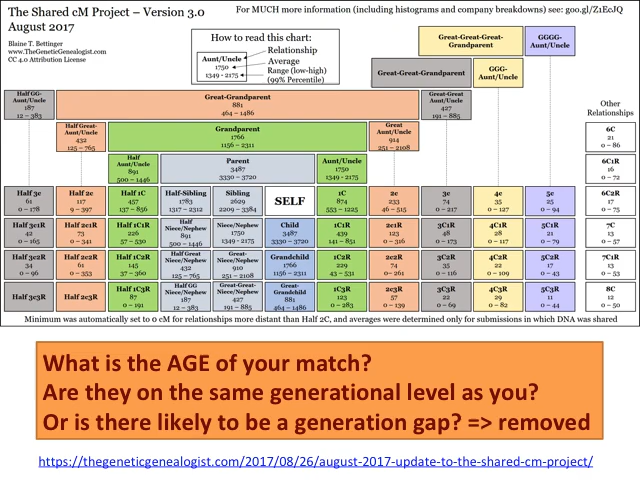 The Shared cM Project – Version 3.0
August 2017
Blaine T. Bettinger
www.TheGeneticGenealogist.com
CC 4.0 Attribution License
For MUCH more information (including histograms and company breakdowns) see: goo.gl/Z1EcJQ
How to read this chart:
Aunt/Uncle
1750
1349 - 2175
Relationship
Average
Range (low-high)
(99% Percentile)
Great-Great-Great-
Grandparent
GGGG-
Aunt/Uncle
Great-Great-Grandparent
GGG-
Aunt/Uncle
Half GG-
Aunt/Uncle
187
12 – 383
Great-Grandparent
881
464 – 1486
Great-Great
Aunt/Uncle
427
191 – 885
Other
Relationships
Half Great-
Aunt/Uncle
432
125 – 765
Grandparent
1766
1156 – 2311
Great
Aunt/Uncle
914
251 – 2108
6C
21
0 – 86
Half
Aunt/Uncle
891
500 – 1446
Parent
3487
3330 – 3720
Aunt/Uncle
1750
1349 - 2175
6C1R
16
0 – 72
Half 3c
61
0 – 178
Half 2c
117
9 – 397
Half 1C
457
137 – 856
Half-Sibling
1783
1317 – 2312
Sibling
2629
2209 – 3384
SELF
1C
874
553 – 1225
2c
233
46 – 515
3c
74
0 – 217
4c
35
0 – 127
5c
25
0 – 94
6C2R
17
0 – 75
Half 3c1R
42
0 – 165
Half 2c1R
73
0 – 341
Half 1C1R
226
57 – 530
Half
Niece/Nephew
891
500 – 1446
Niece/Nephew
1750
1349 – 2175
Child
3487
3330 – 3720
1C1R
439
141 – 851
2c1R
123
0 – 316
3C1R
48
0 – 173
4C1R
28
0 – 117
5C1R
21
0 – 79
7C
13
0 – 57
Half 3c2R
34
0 – 96
Half 2c2R
61
0 – 353
Half 1C2R
145
37 – 360
Half Great
Niece/Nephew
432
125 – 765
Great-
Niece/Nephew
910
251 – 2108
Grandchild
1766
1156 – 2311
1C2R
229
43 – 531
2C2R
74
0 – 261
3C2R
35
0 – 116
4C2R
22
0 – 109
5C2R
17
0 – 43
7C1R
13
0 – 53
Half 3c3R
Half 2c3R
Half 1C3R
87
0 – 191
Half GG
Niece/Nephew
187
12 – 383
Great-Great-
Niece/Nephew
427
191 – 885
Great-
Grandchild
881
464 – 1486
1C3R
123
0 – 283
2c3R
57
0 – 139
3C3R
22
0 – 69
4C3R
29
0 – 82
5C3R
11
0 – 44
8C
12
0 – 50
Minimum was automatically set to 0 cM for relationships more distant than Half 2C, and averages were determined only for submissions in which DNA was shared
What is the AGE of your match?
Are they on the same generational level as you?
Or is there likely to be a generation gap? => removed
https://thegeneticgenealogist.com/2017/08/26/august-2017-update-to-the-shared-cm-project/